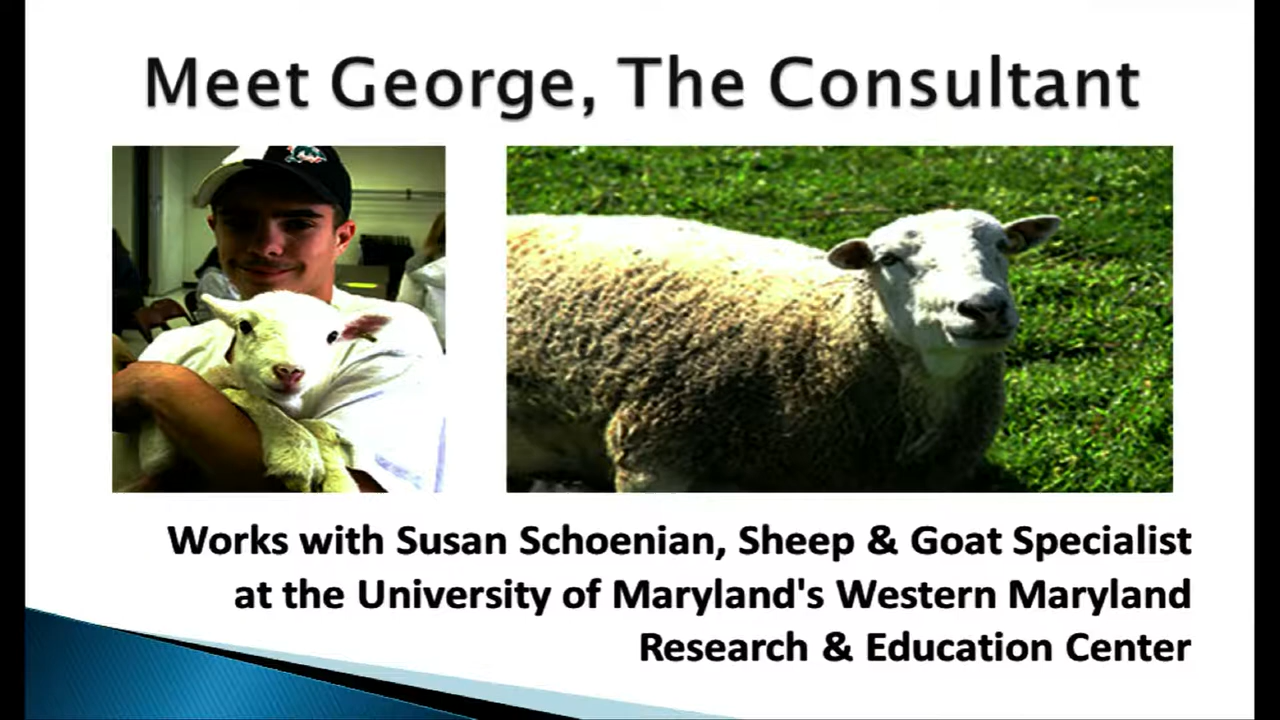 Meet George, The Consultant
Works with Susan Schoenian, Sheep & Goat Specialist
at the University of Maryland's Western Maryland
Research & Education Center